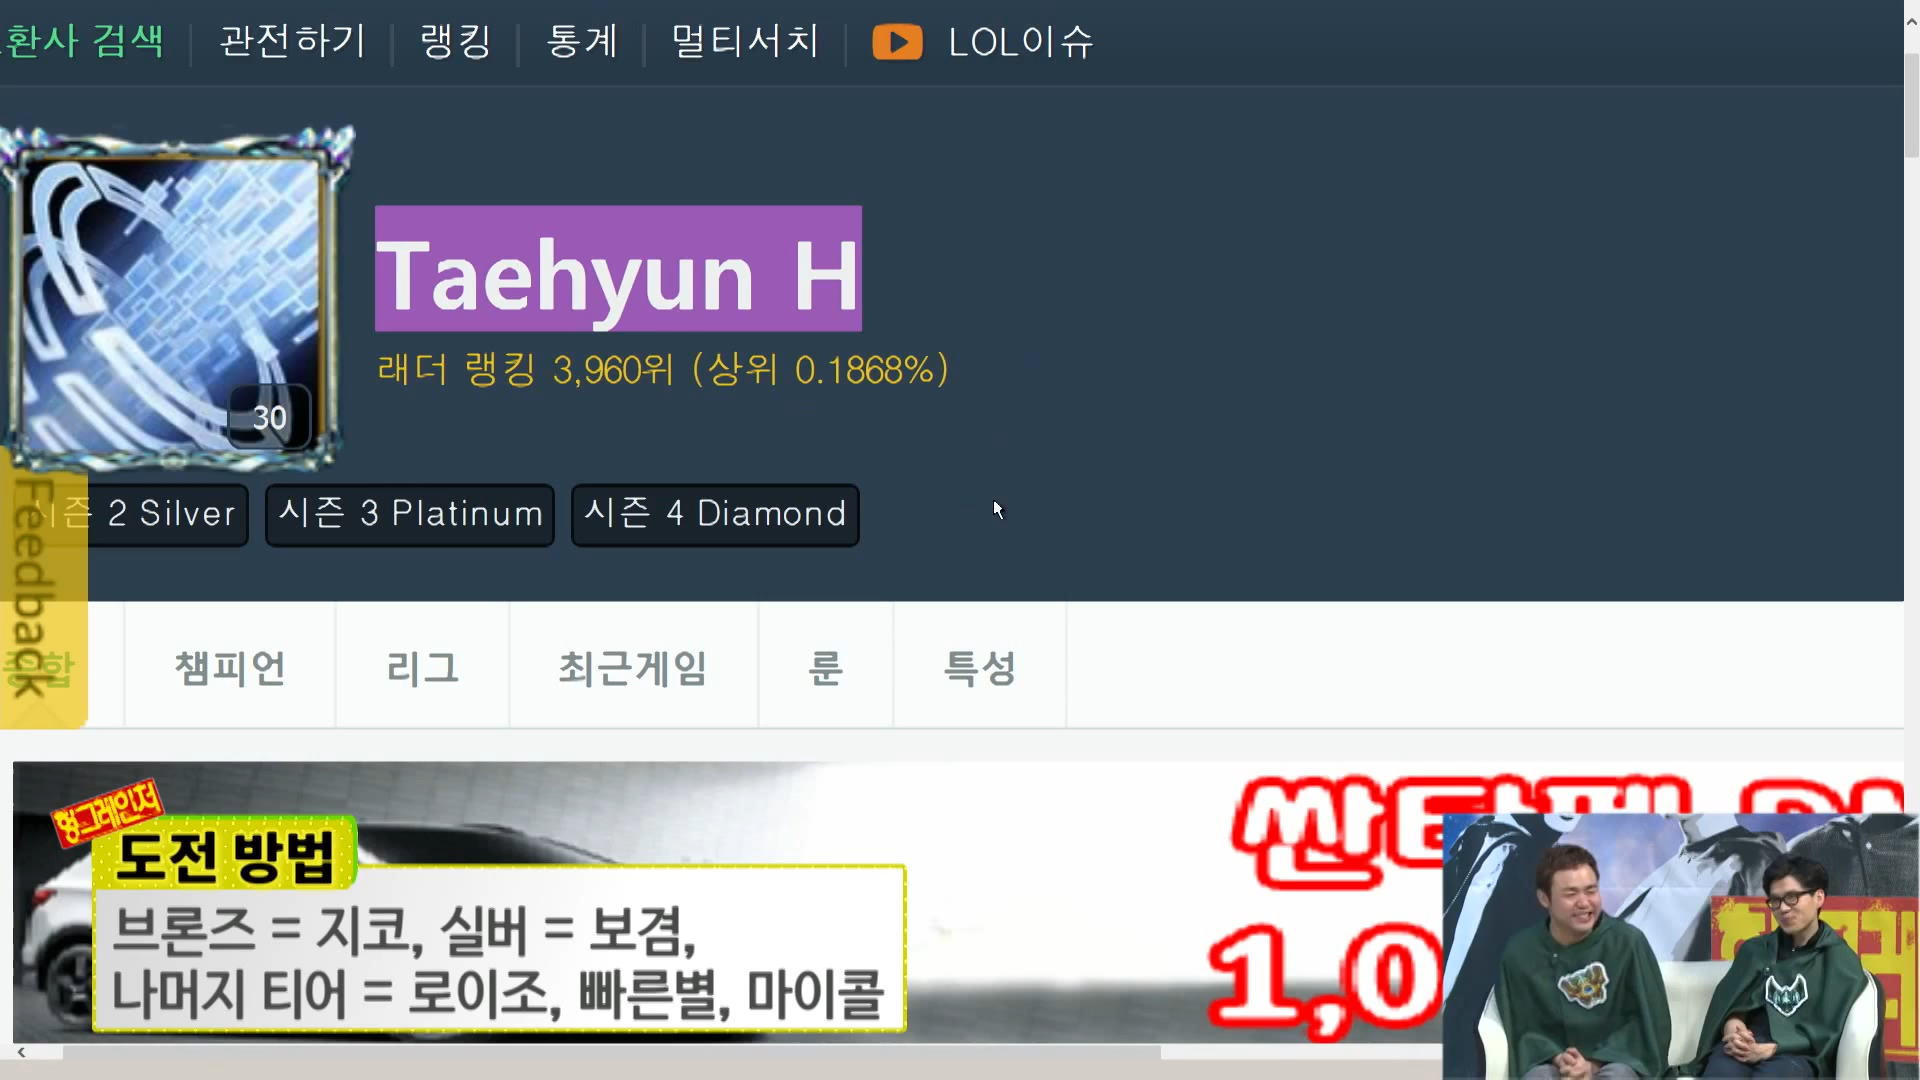 환사 검색 관전하기 랭킹 통계 멀티서치 LOL이슈
Taehyun H
래더 랭킹 3,960위 (상위 0.1868%)
30
시즌 2 Silver 시즌 3 Platinum 시즌 4 Diamond
Feedback
종합 챔피언 리그 최근게임 룬 특성
헝그레인저
도전 방법
브론즈 = 지코, 실버 = 보겸,
나머지 티어 = 로이조, 빠른별, 마이콜
1,0